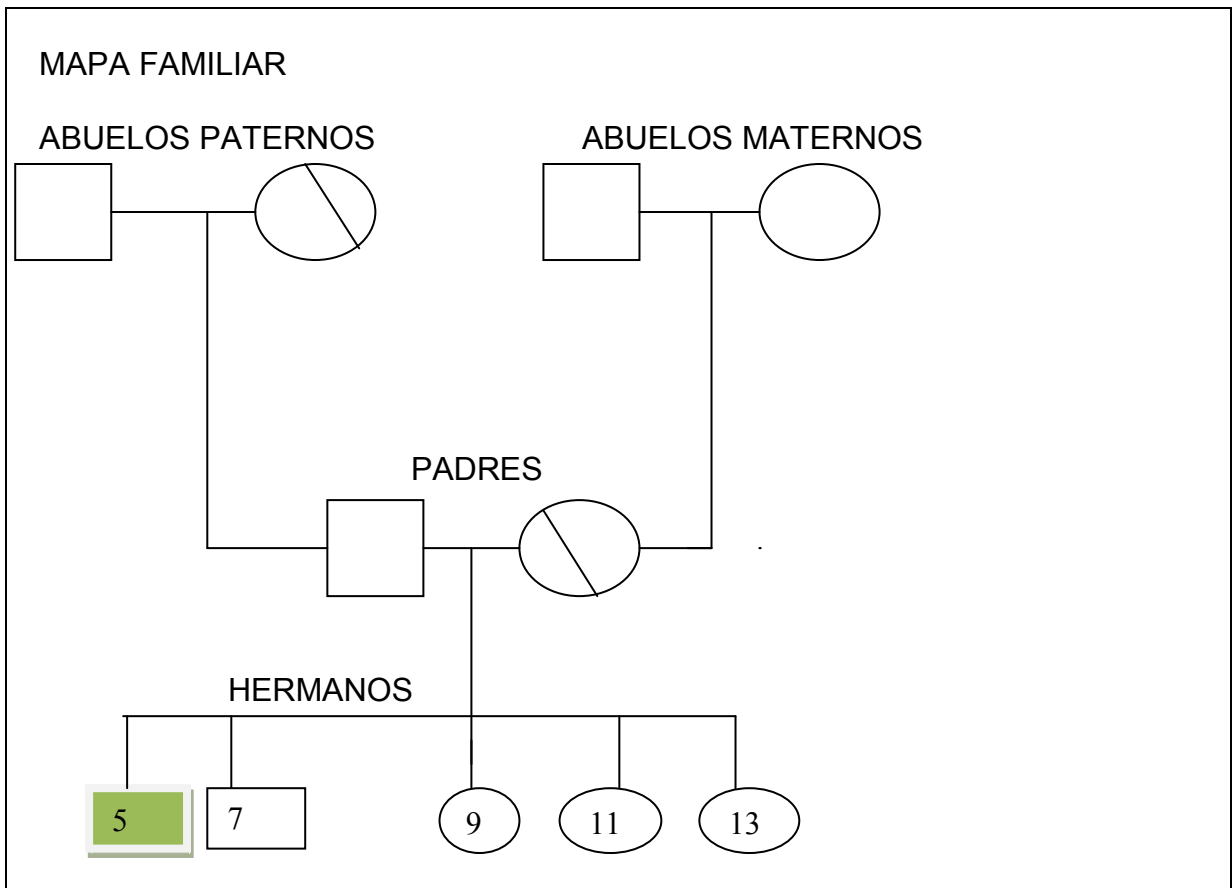 MAPA FAMILIAR
ABUELOS PATERNOS ABUELOS MATERNOS
PADRES
HERMANOS
5 7 9 11 13